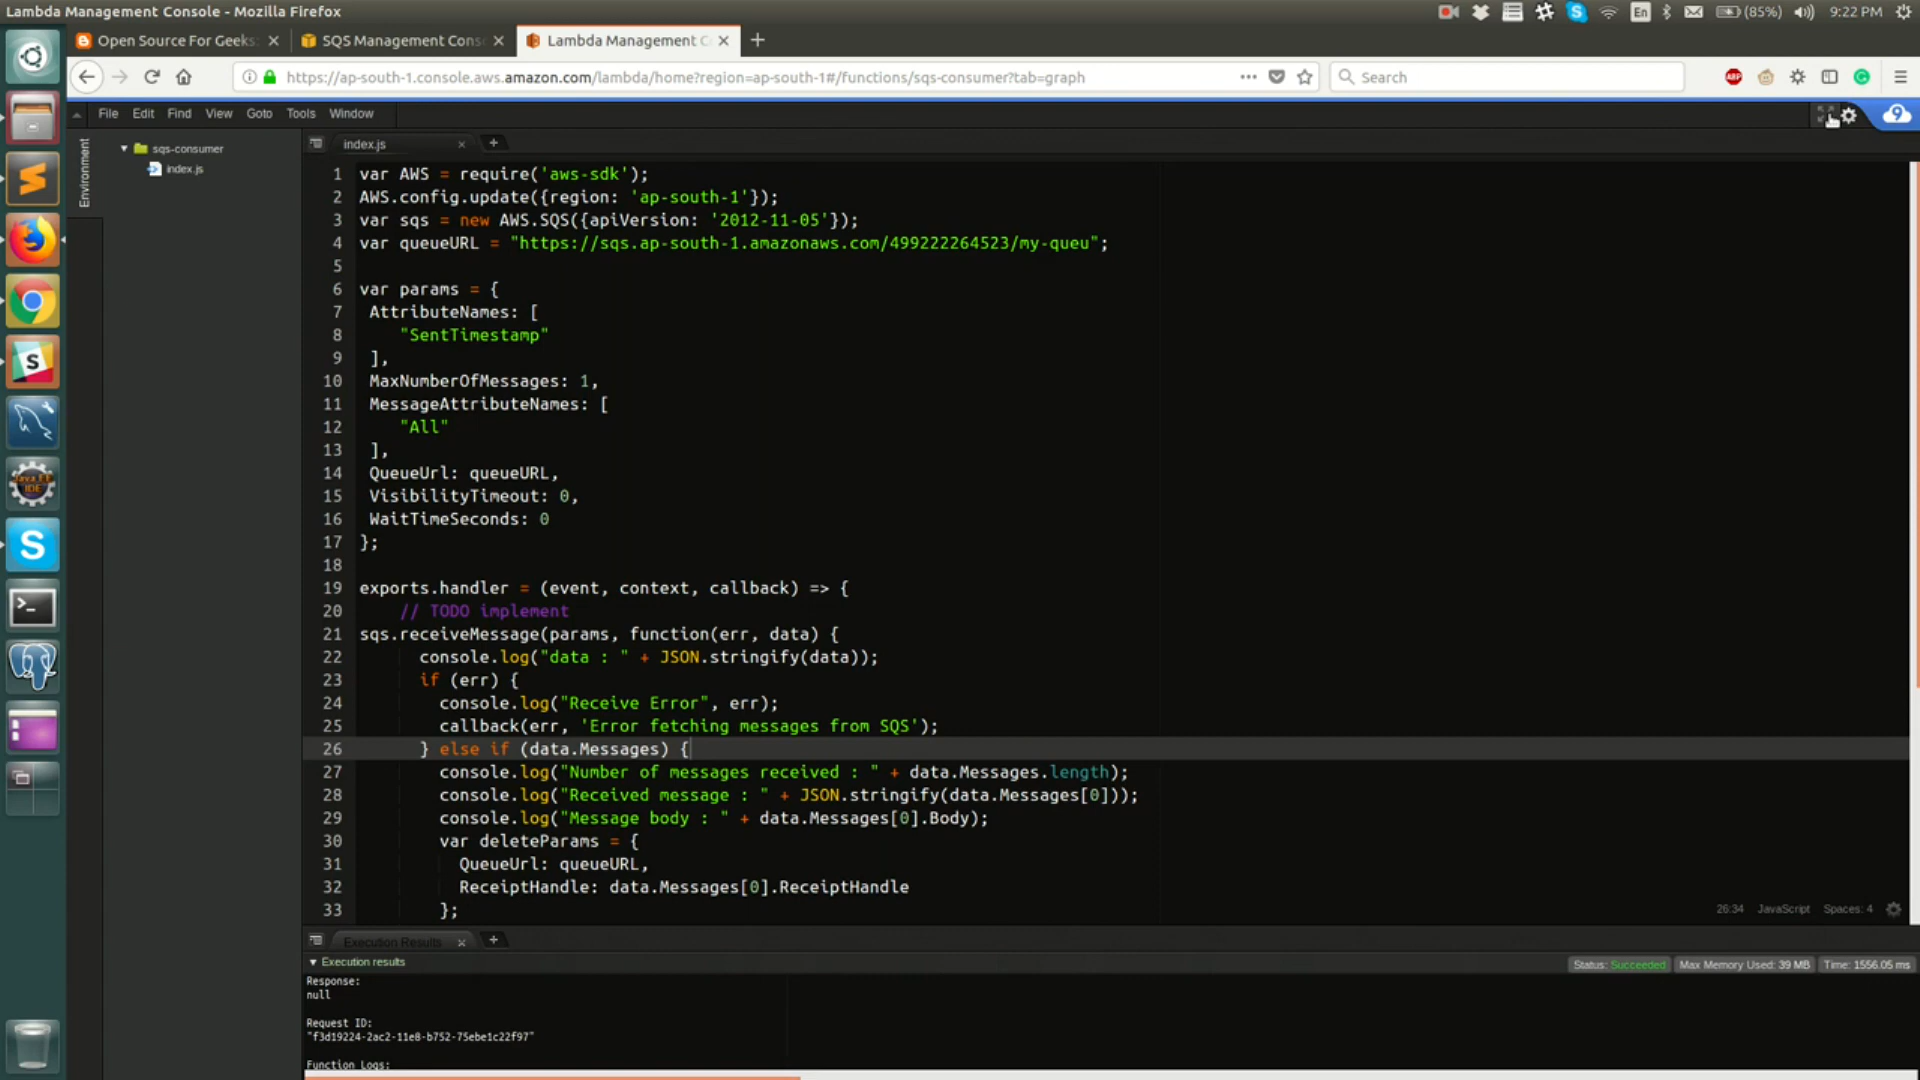 Lambda Management Console - Mozilla Firefox
En
(85%)
9:22 PM
Open Source For Geeks:
SQS Management Cons
Lambda Management C
https://ap-south-1.console.aws.amazon.com/lambda/home?region=ap-south-1#/functions/sqs-consumer?tab=graph
Search
ABP
File Edit Find View Goto Tools Window
9
Environment
sqs-consumer
index.js
index.js
1 var AWS = require('aws-sdk');
2 AWS.config.update({region: 'ap-south-1'});
3 var sqs = new AWS.SQS({apiVersion: '2012-11-05'});
4 var queueURL = "https://sqs.ap-south-1.amazonaws.com/499222264523/my-queu";
5
6 var params = {
7 AttributeNames: [
8 "SentTimestamp"
9 ],
10 MaxNumberOfMessages: 1,
11 MessageAttributeNames: [
12 "All"
13 ],
14 QueueUrl: queueURL,
15 VisibilityTimeout: 0,
16 WaitTimeSeconds: 0
17 };
18
19 exports.handler = (event, context, callback) => {
20 // TODO implement
21 sqs.receiveMessage(params, function(err, data) {
22 console.log("data : " + JSON.stringify(data));
23 if (err) {
24 console.log("Receive Error", err);
25 callback(err, 'Error fetching messages from SQS');
26 } else if (data.Messages) {
27 console.log("Number of messages received : " + data.Messages.length);
28 console.log("Received message : " + JSON.stringify(data.Messages[0]));
29 console.log("Message body : " + data.Messages[0].Body);
30 var deleteParams = {
31 QueueUrl: queueURL,
32 ReceiptHandle: data.Messages[0].ReceiptHandle
33 };
26:34 JavaScript Spaces: 4
Execution Results
Execution results
Status: Succeeded Max Memory Used: 39 MB Time: 1556.05 ms
Response:
null
Request ID:
"f3d19224-2ac2-11e8-b752-75ebe1c22f97"
Function Logs:
Java EE
IDE